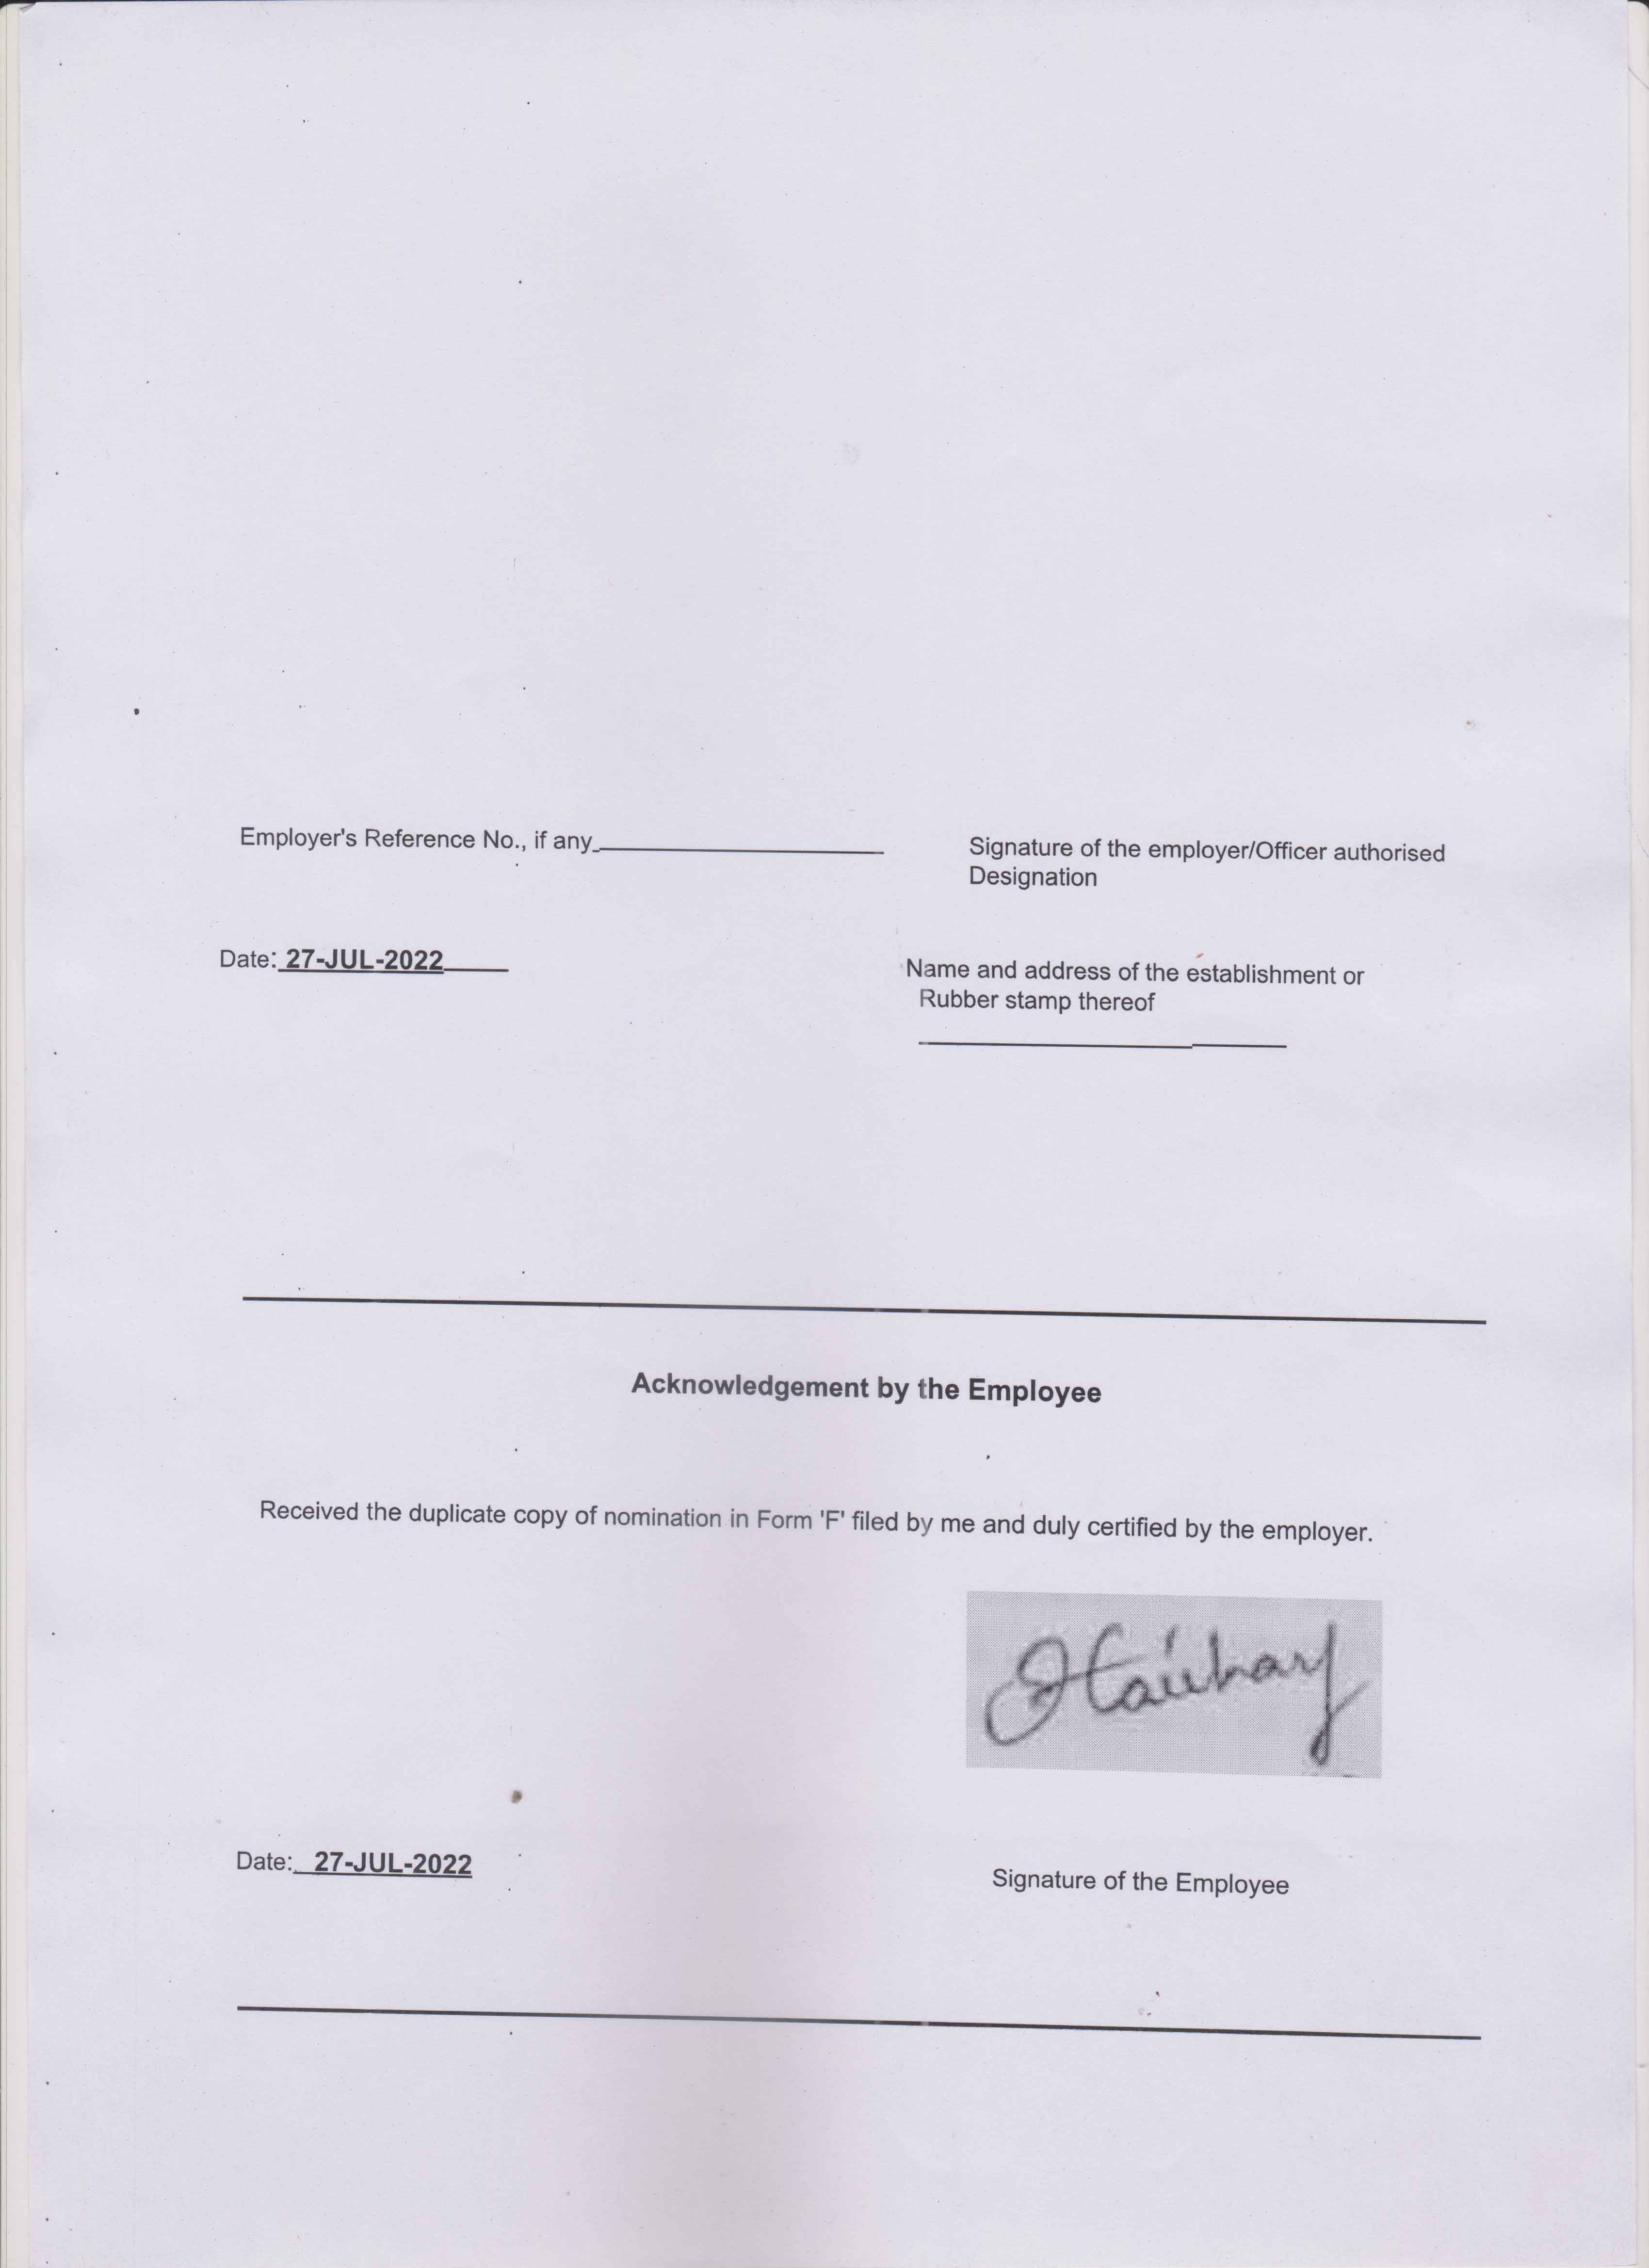 Employer's Reference No., if any
Signature of the employer/Officer authorised
Designation
Date: 27-JUL-2022
Name and address of the establishment or
Rubber stamp thereof
Acknowledgement by the Employee
Received the duplicate copy of nomination in Form 'F' filed by me and duly certified by the employer.
Date: 27-JUL-2022
Signature of the Employee